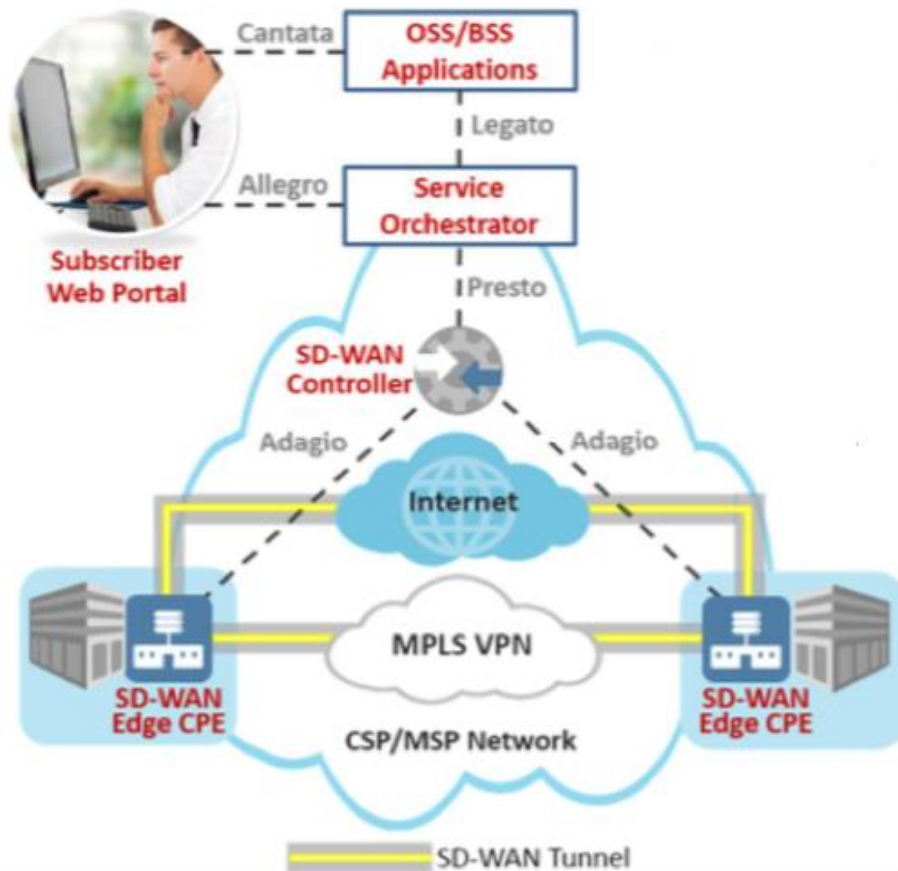 Cantata
OSS/BSS
Applications
Legato
Allegro
Service
Orchestrator
Subscriber
Web Portal
Presto
SD-WAN
Controller
Adagio
Adagio
Internet
MPLS VPN
SD-WAN
Edge CPE
SD-WAN
Edge CPE
CSP/MSP Network
SD-WAN Tunnel